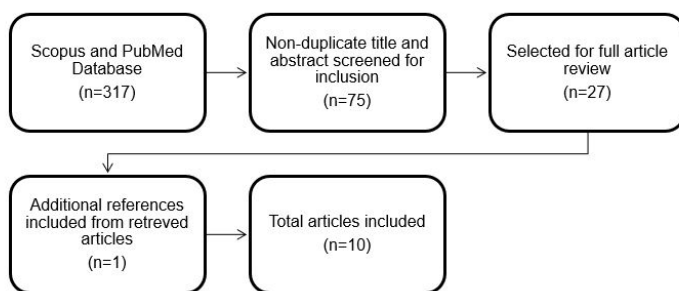 Scopus and PubMed
Database
(n=317)
Non-duplicate title and
abstract screened for
inclusion
(n=75)
Selected for full article
review
(n=27)
Additional references
included from retreved
articles
(n=1)
Total articles included
(n=10)